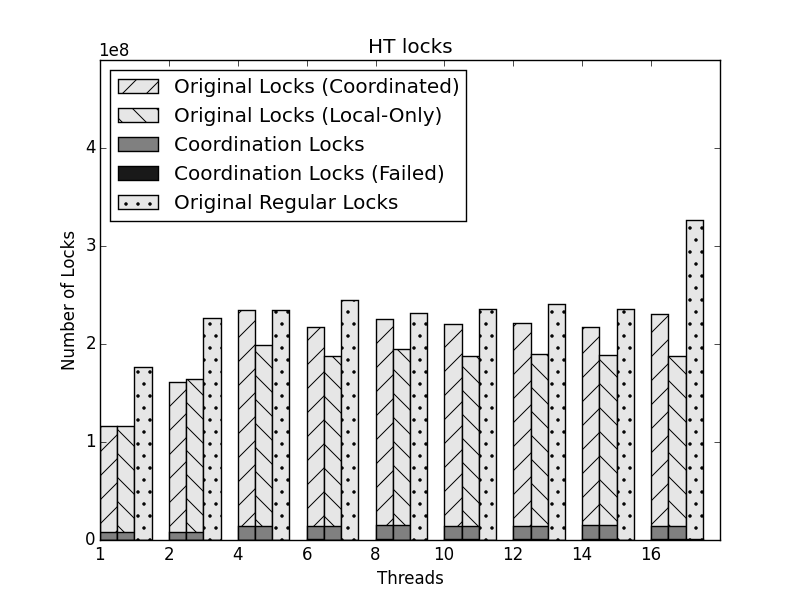 HT locks
1e8
Original Locks (Coordinated)
Original Locks (Local-Only)
Coordination Locks
Coordination Locks (Failed)
Original Regular Locks
Number of Locks
4
3
2
1
0
1 2 4 6 8 10 12 14 16
Threads